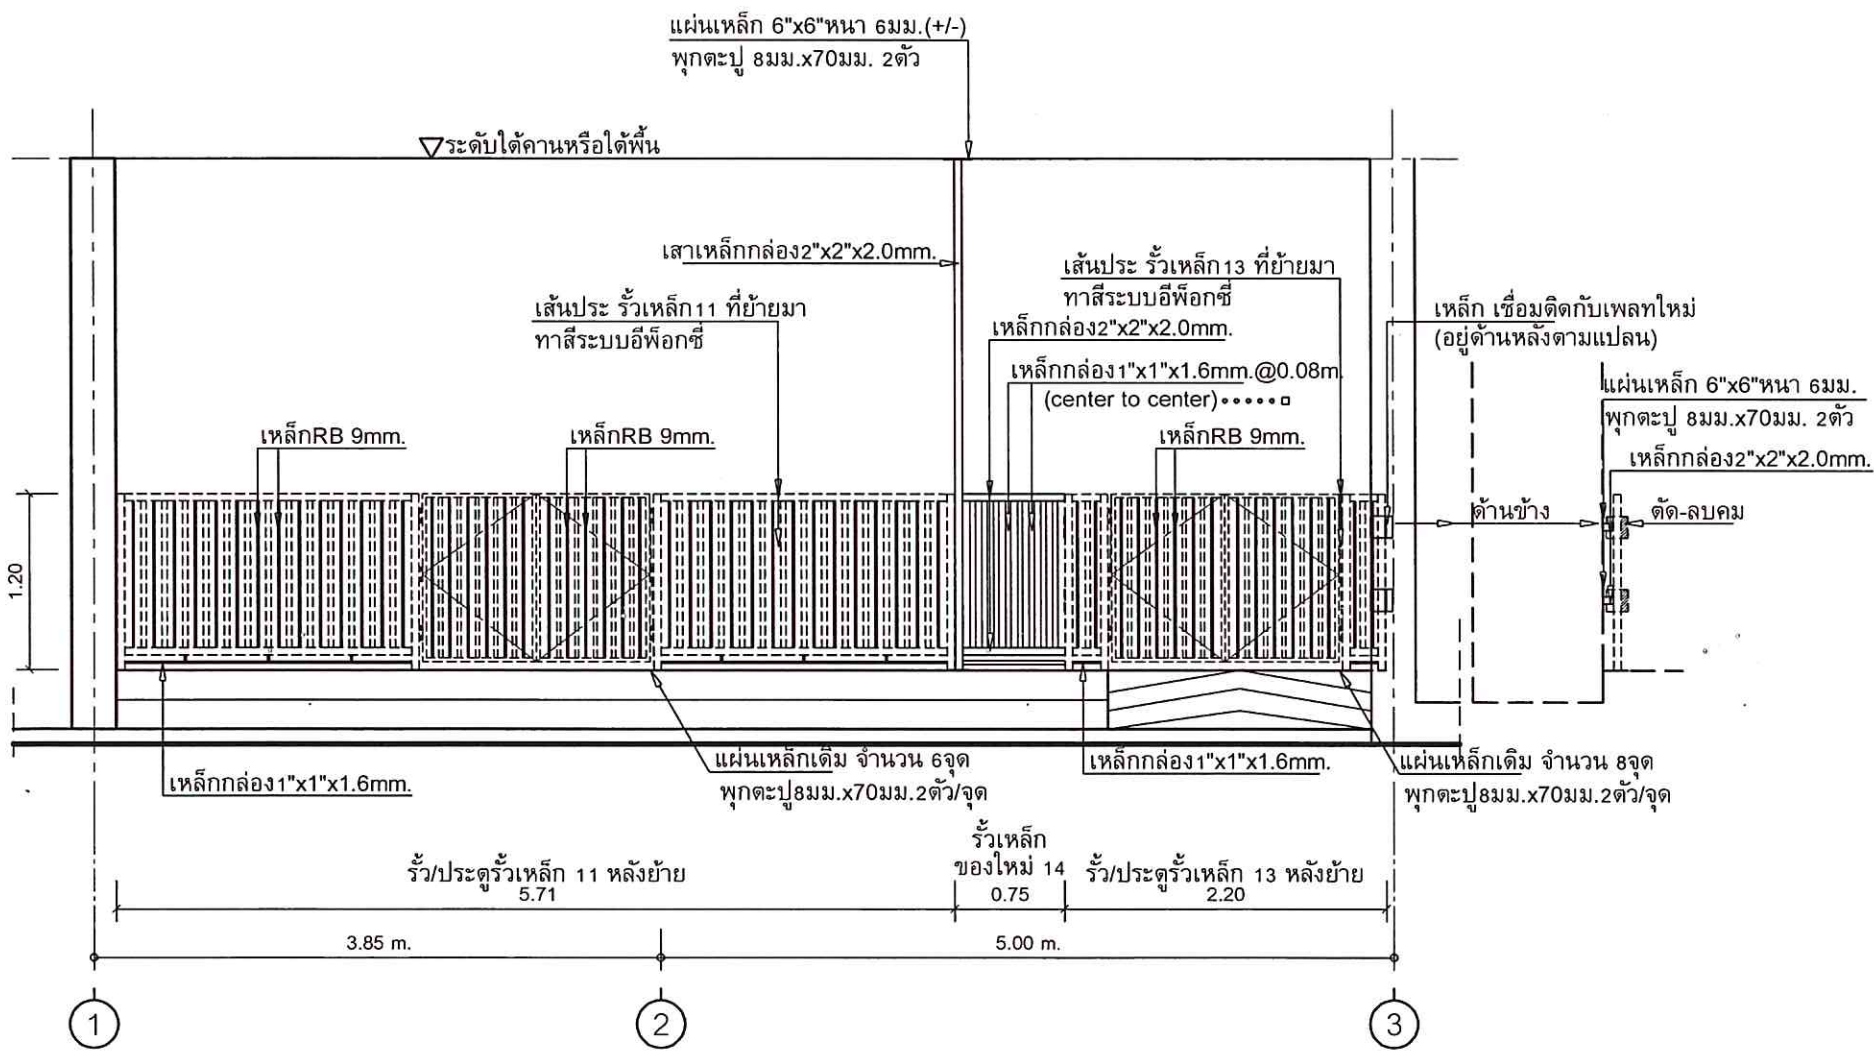 แผ่นเหล็ก 6"x6"หนา 6มม.(+/-)
พุกตะปู 8มม.x70มม. 2ตัว
ระดับใต้คานหรือใต้พื้น
เสาเหล็กกล่อง2"x2"x2.0mm.
เส้นประ รั้วเหล็ก13 ที่ย้ายมา
ทาสีระบบอีพ็อกซี่
เส้นประ รั้วเหล็ก11 ที่ย้ายมา
ทาสีระบบอีพ็อกซี่
เหล็กกล่อง2"x2"x2.0mm.
เหล็ก เชื่อมติดกับเพลทใหม่
(อยู่ด้านหลังตามแปลน)
เหล็กกล่อง1"x1"x1.6mm.@0.08m.
(center to center)
แผ่นเหล็ก 6"x6"หนา 6มม.
พุกตะปู 8มม.x70มม. 2ตัว
เหล็กRB 9mm.
เหล็กRB 9mm.
เหล็กRB 9mm.
เหล็กกล่อง2"x2"x2.0mm.
ด้านข้าง
ตัด-ลบคม
1.20
เหล็กกล่อง1"x1"x1.6mm.
แผ่นเหล็กเดิม จำนวน 6จุด
พุกตะปู8มม.x70มม.2ตัว/จุด
เหล็กกล่อง1"x1"x1.6mm.
แผ่นเหล็กเดิม จำนวน 8จุด
พุกตะปู8มม.x70มม.2ตัว/จุด
รั้ว/ประตูรั้วเหล็ก 11 หลังย้าย
5.71
รั้วเหล็ก
ของใหม่ 14
0.75
รั้ว/ประตูรั้วเหล็ก 13 หลังย้าย
2.20
3.85 m.
5.00 m.
1
2
3